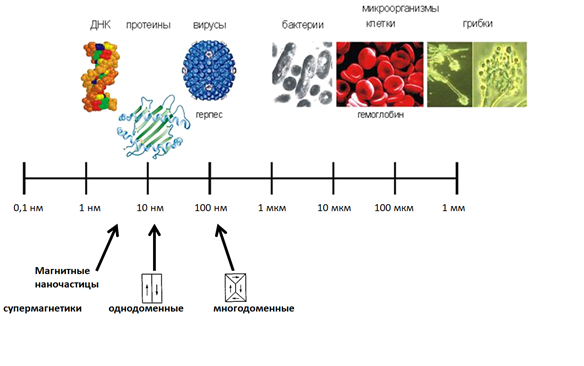 микроорганизмы
ДНК протеины вирусы бактерии клетки грибки
герпес гемоглобин
0,1 нм 1 нм 10 нм 100 нм 1 мкм 10 мкм 100 мкм 1 мм
Магнитные
наночастицы
супермагнетики однодоменные многодоменные